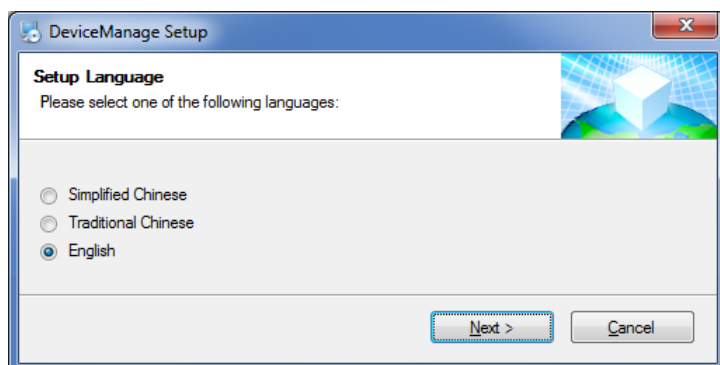 DeviceManage Setup
X
Setup Language
Please select one of the following languages:
Simplified Chinese
Traditional Chinese
English
Next >
Cancel